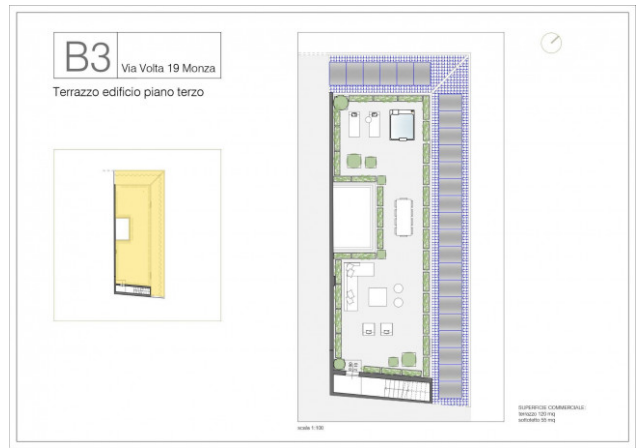 B3
Via Volta 19 Monza
Terrazzo edificio piano terzo
scala 1:100
SUPERFICIE COMMERCIALE:
terrazzo 120 mq
sottotetto 65 mq